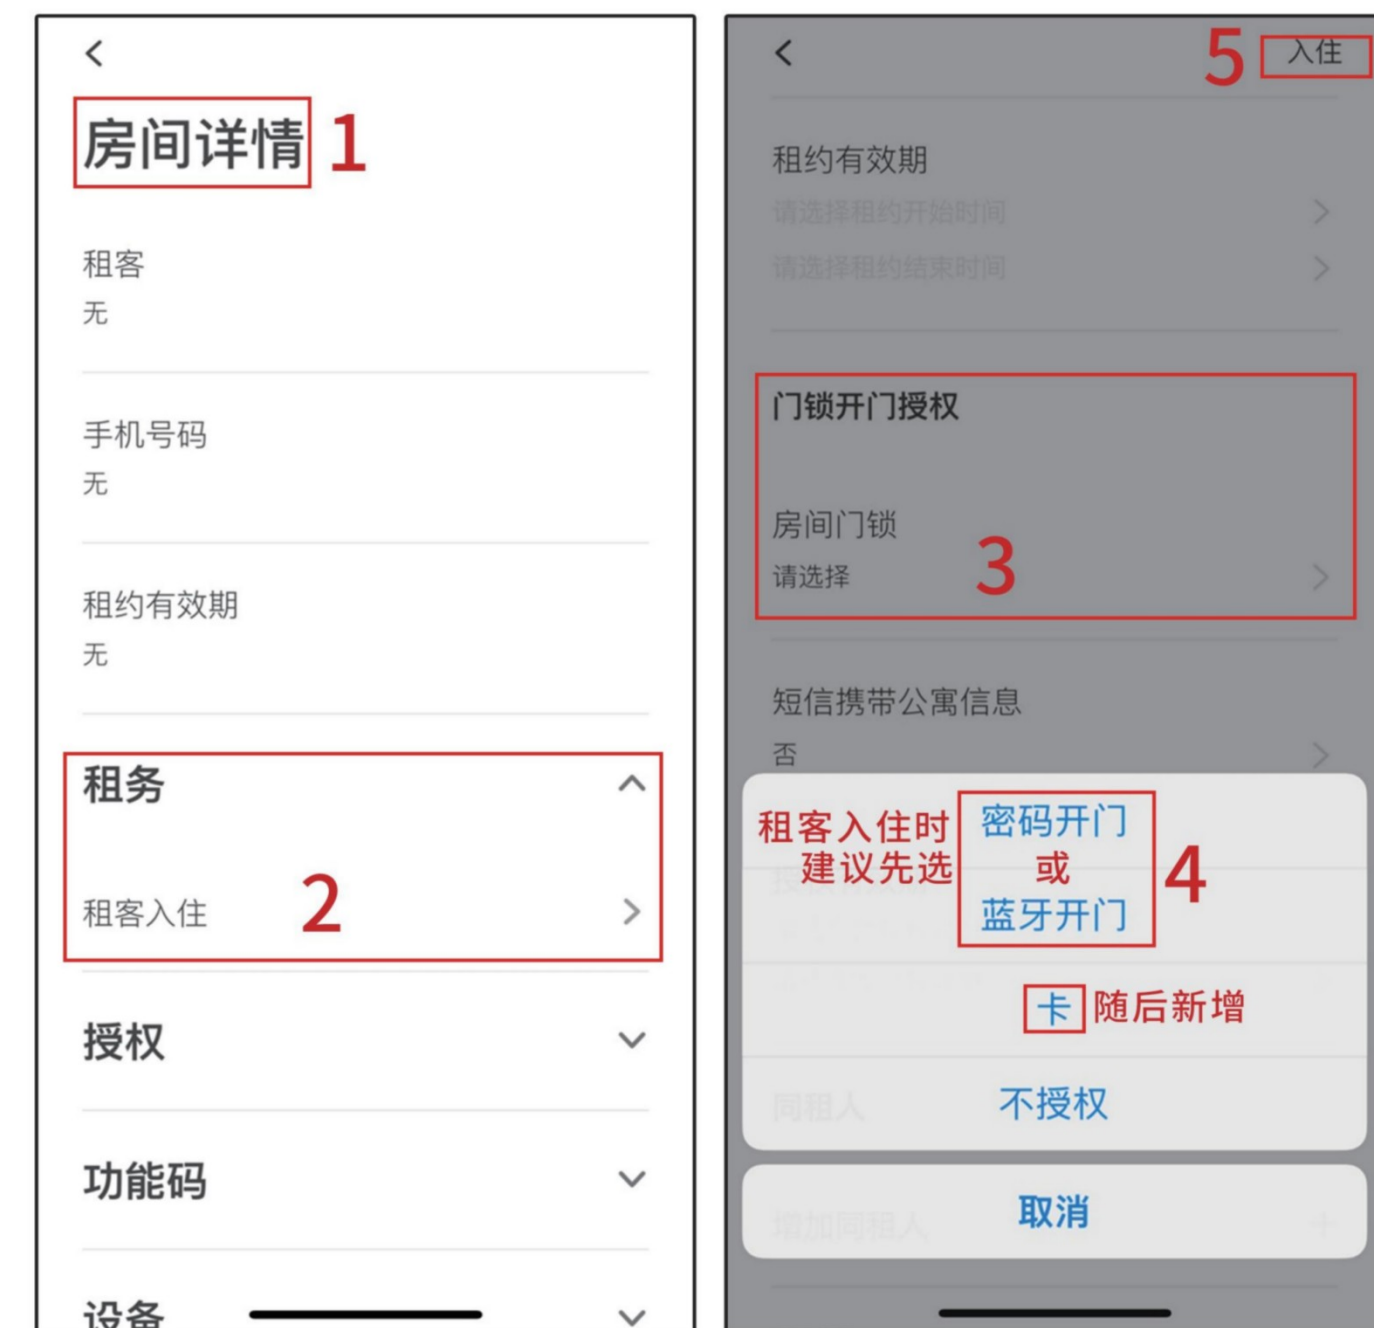 房间详情 1
租客
无
手机号码
无
租约有效期
无
租务
租客入住 2
授权
功能码
设备
5 入住
租约有效期
请选择租约开始时间
请选择租约结束时间
门锁开门授权
房间门锁
请选择 3
短信携带公寓信息
否
租客入住时
建议先选
密码开门
或
蓝牙开门
4
卡 随后新增
同租人
不授权
取消
增加同租人